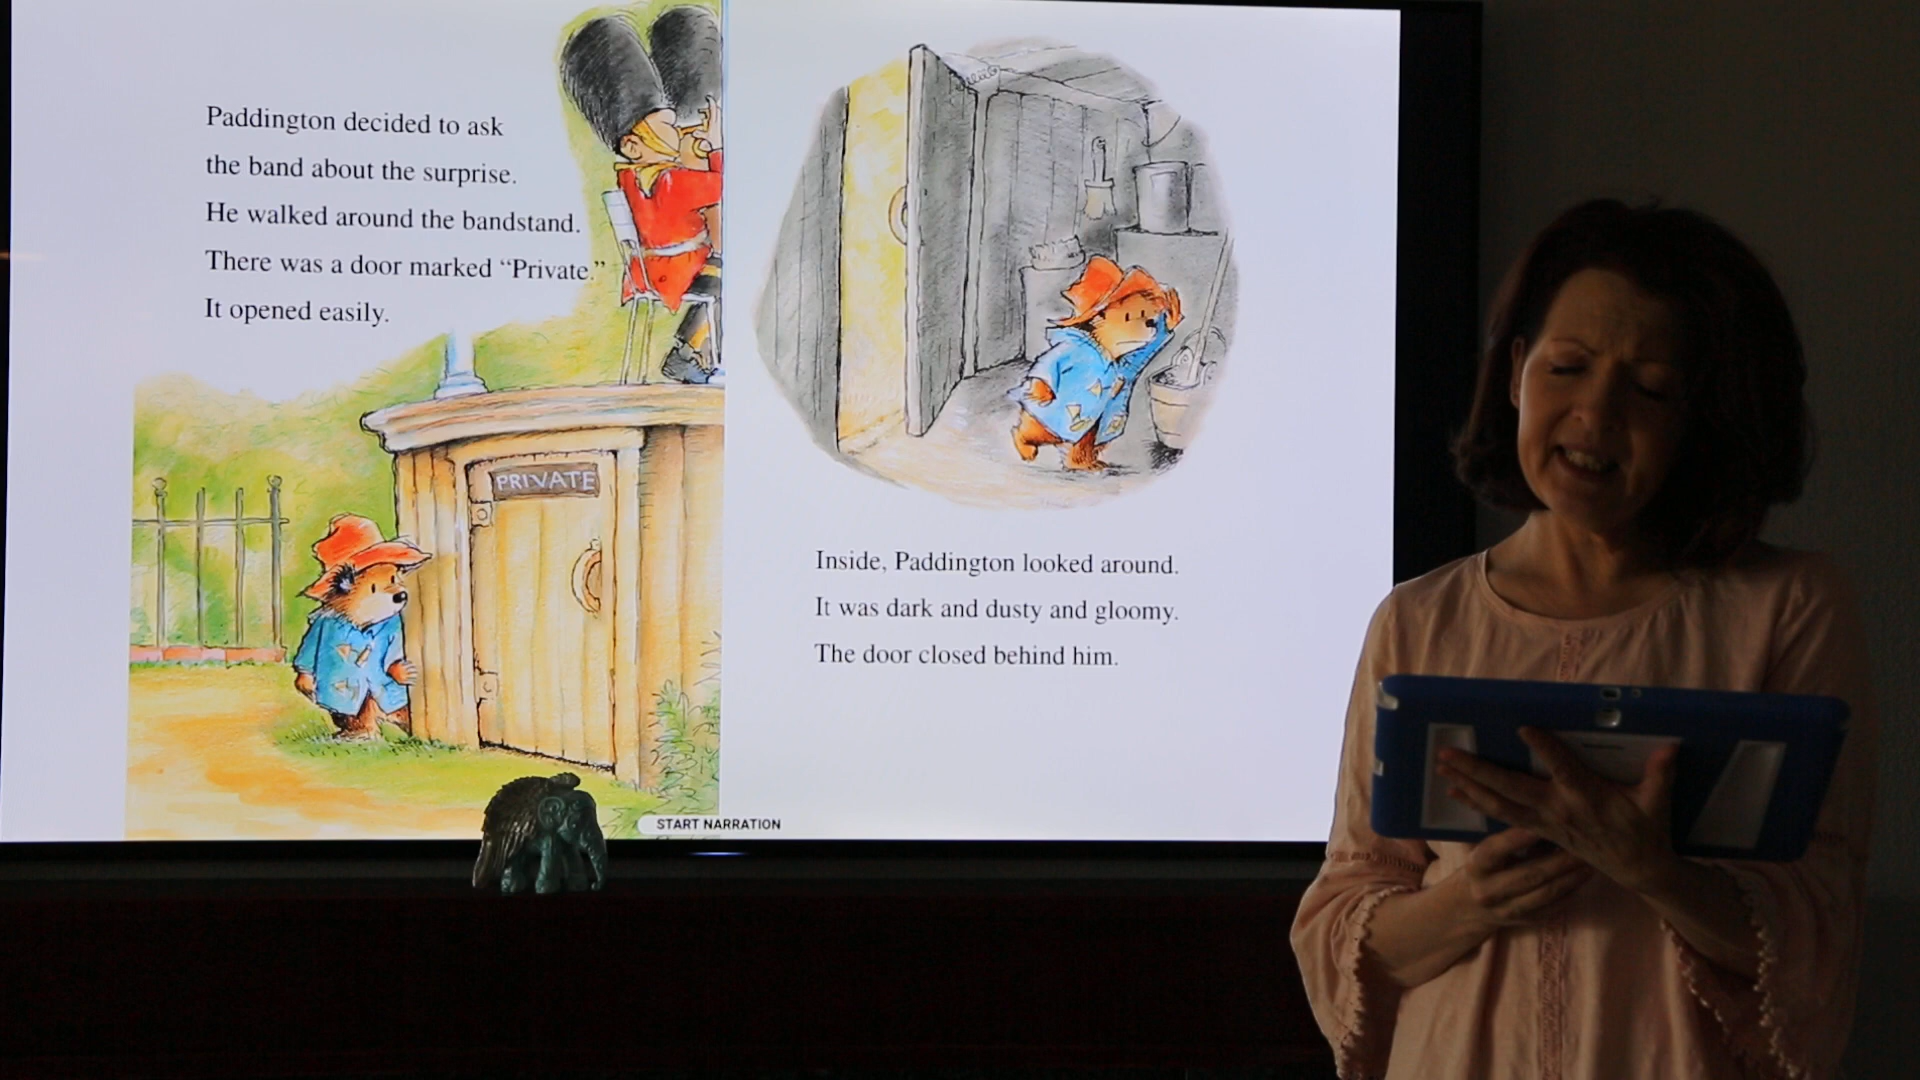 Paddington decided to ask
the band about the surprise.
He walked around the bandstand.
There was a door marked “Private.”
It opened easily.
PRIVATE
Inside, Paddington looked around.
It was dark and dusty and gloomy.
The door closed behind him.
START NARRATION